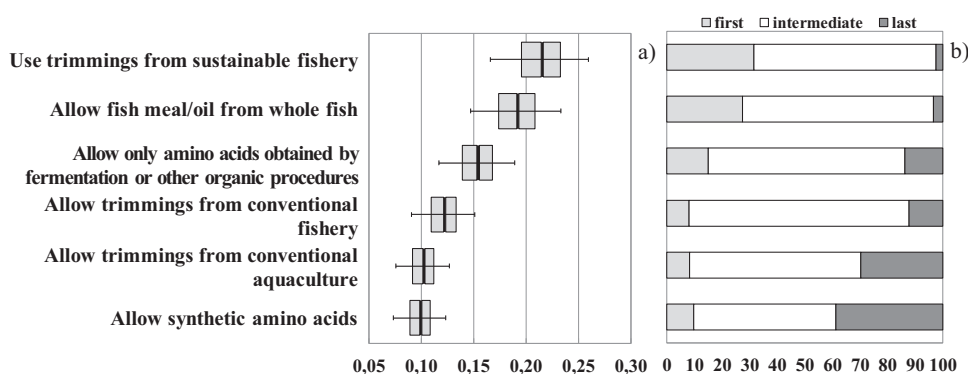 first intermediate last
Use trimmings from sustainable fishery
a)
b)
Allow fish meal/oil from whole fish
Allow only amino acids obtained by
fermentation or other organic procedures
Allow trimmings from conventional
fishery
Allow trimmings from conventional
aquaculture
Allow synthetic amino acids
0,05 0,10 0,15 0,20 0,25 0,30
0 10 20 30 40 50 60 70 80 90 100